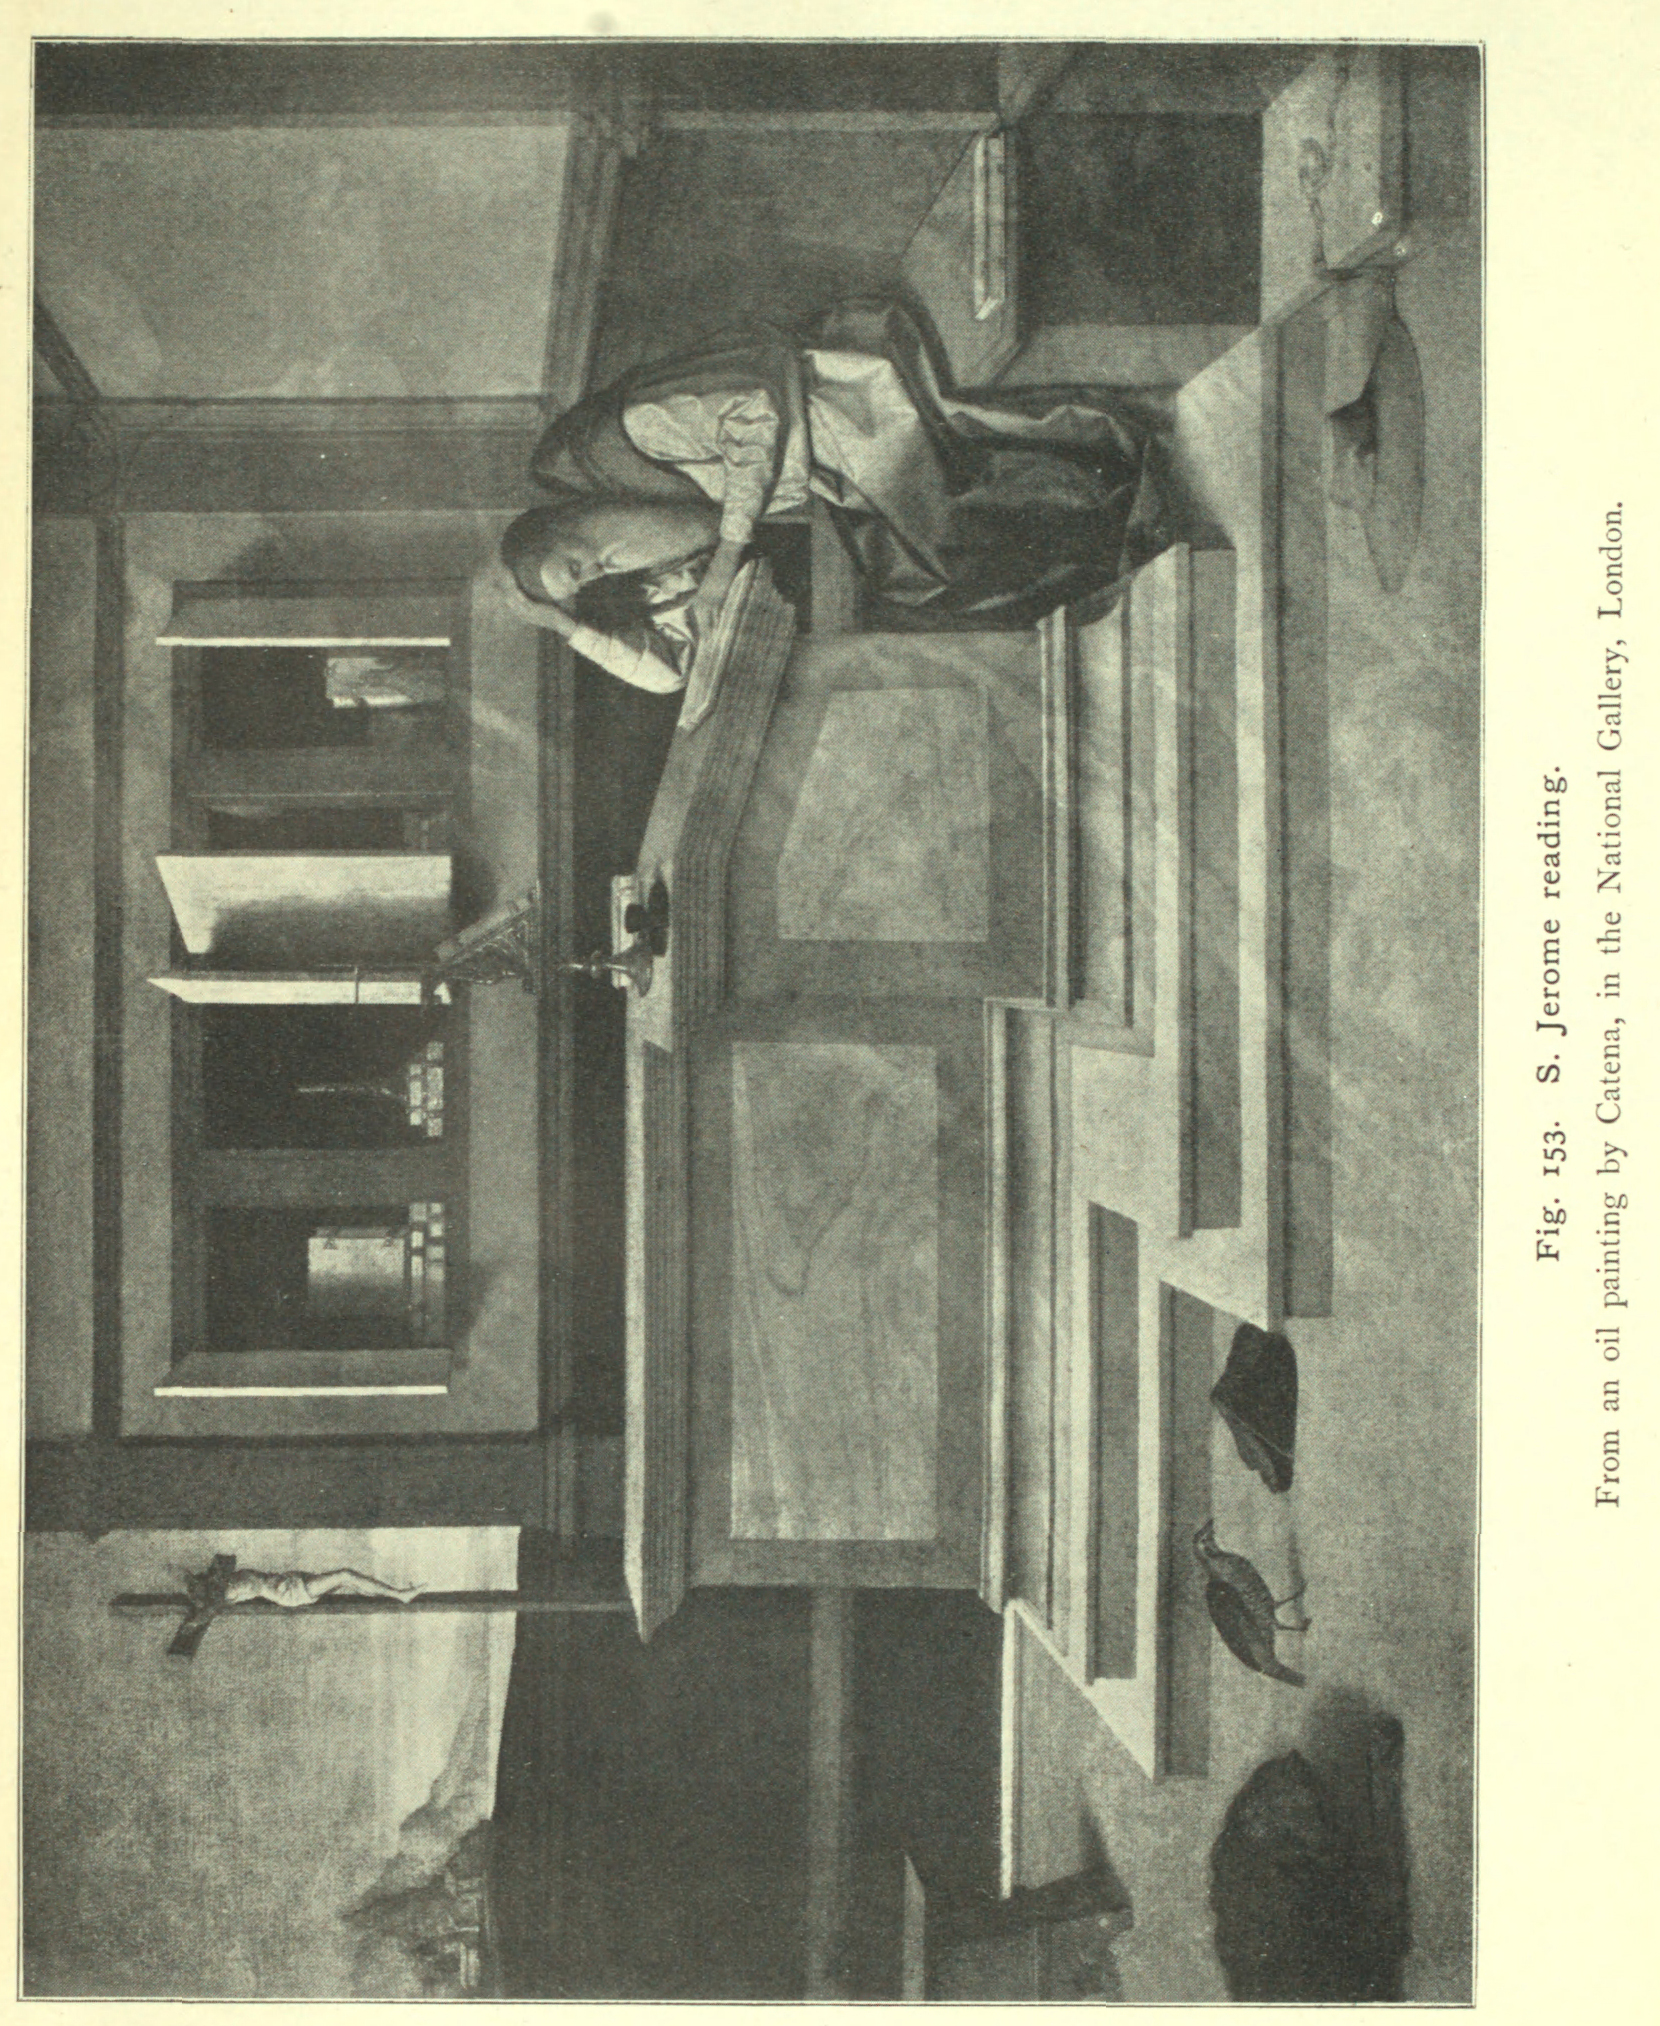 Fig. 153. S. Jerome reading.
From an oil painting by Catena, in the National Gallery, London.